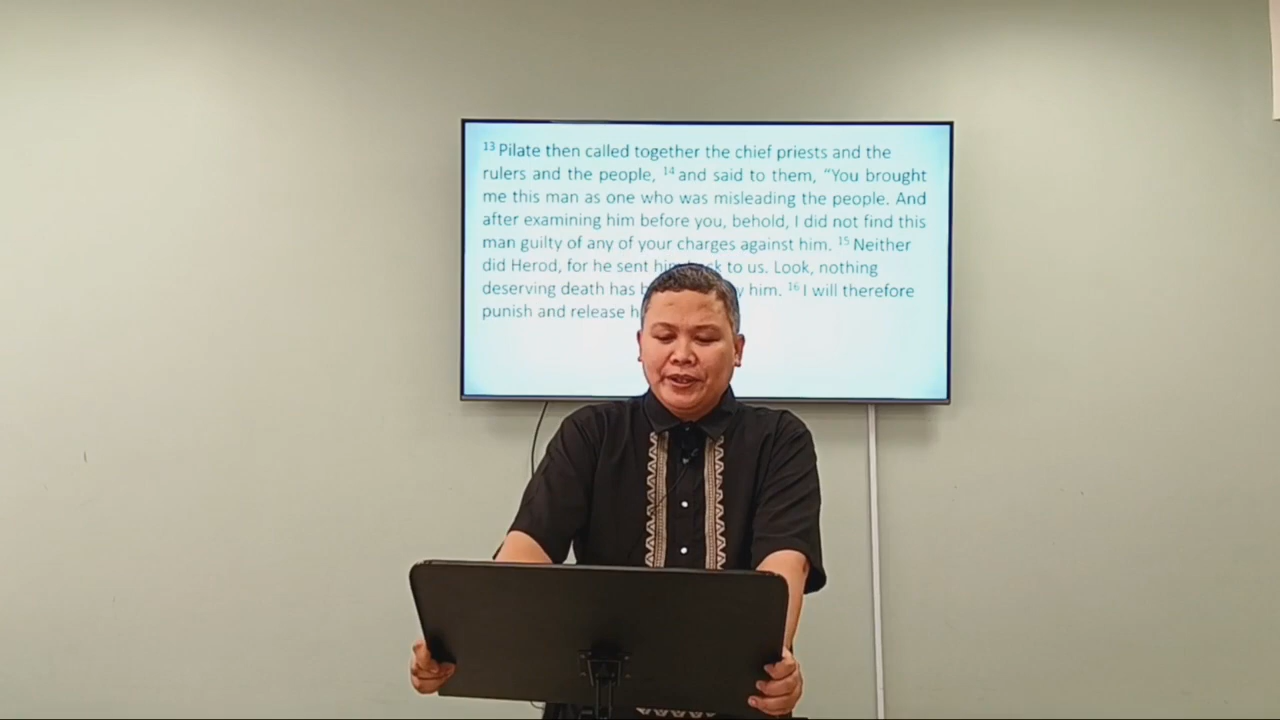 13 Pilate then called together the chief priests and the
rulers and the people, 14 and said to them, “You brought
me this man as one who was misleading the people. And
after examining him before you, behold, I did not find this
man guilty of any of your charges against him. 15 Neither
did Herod, for he sent him back to us. Look, nothing
deserving death has him. 16 I will therefore
punish and release